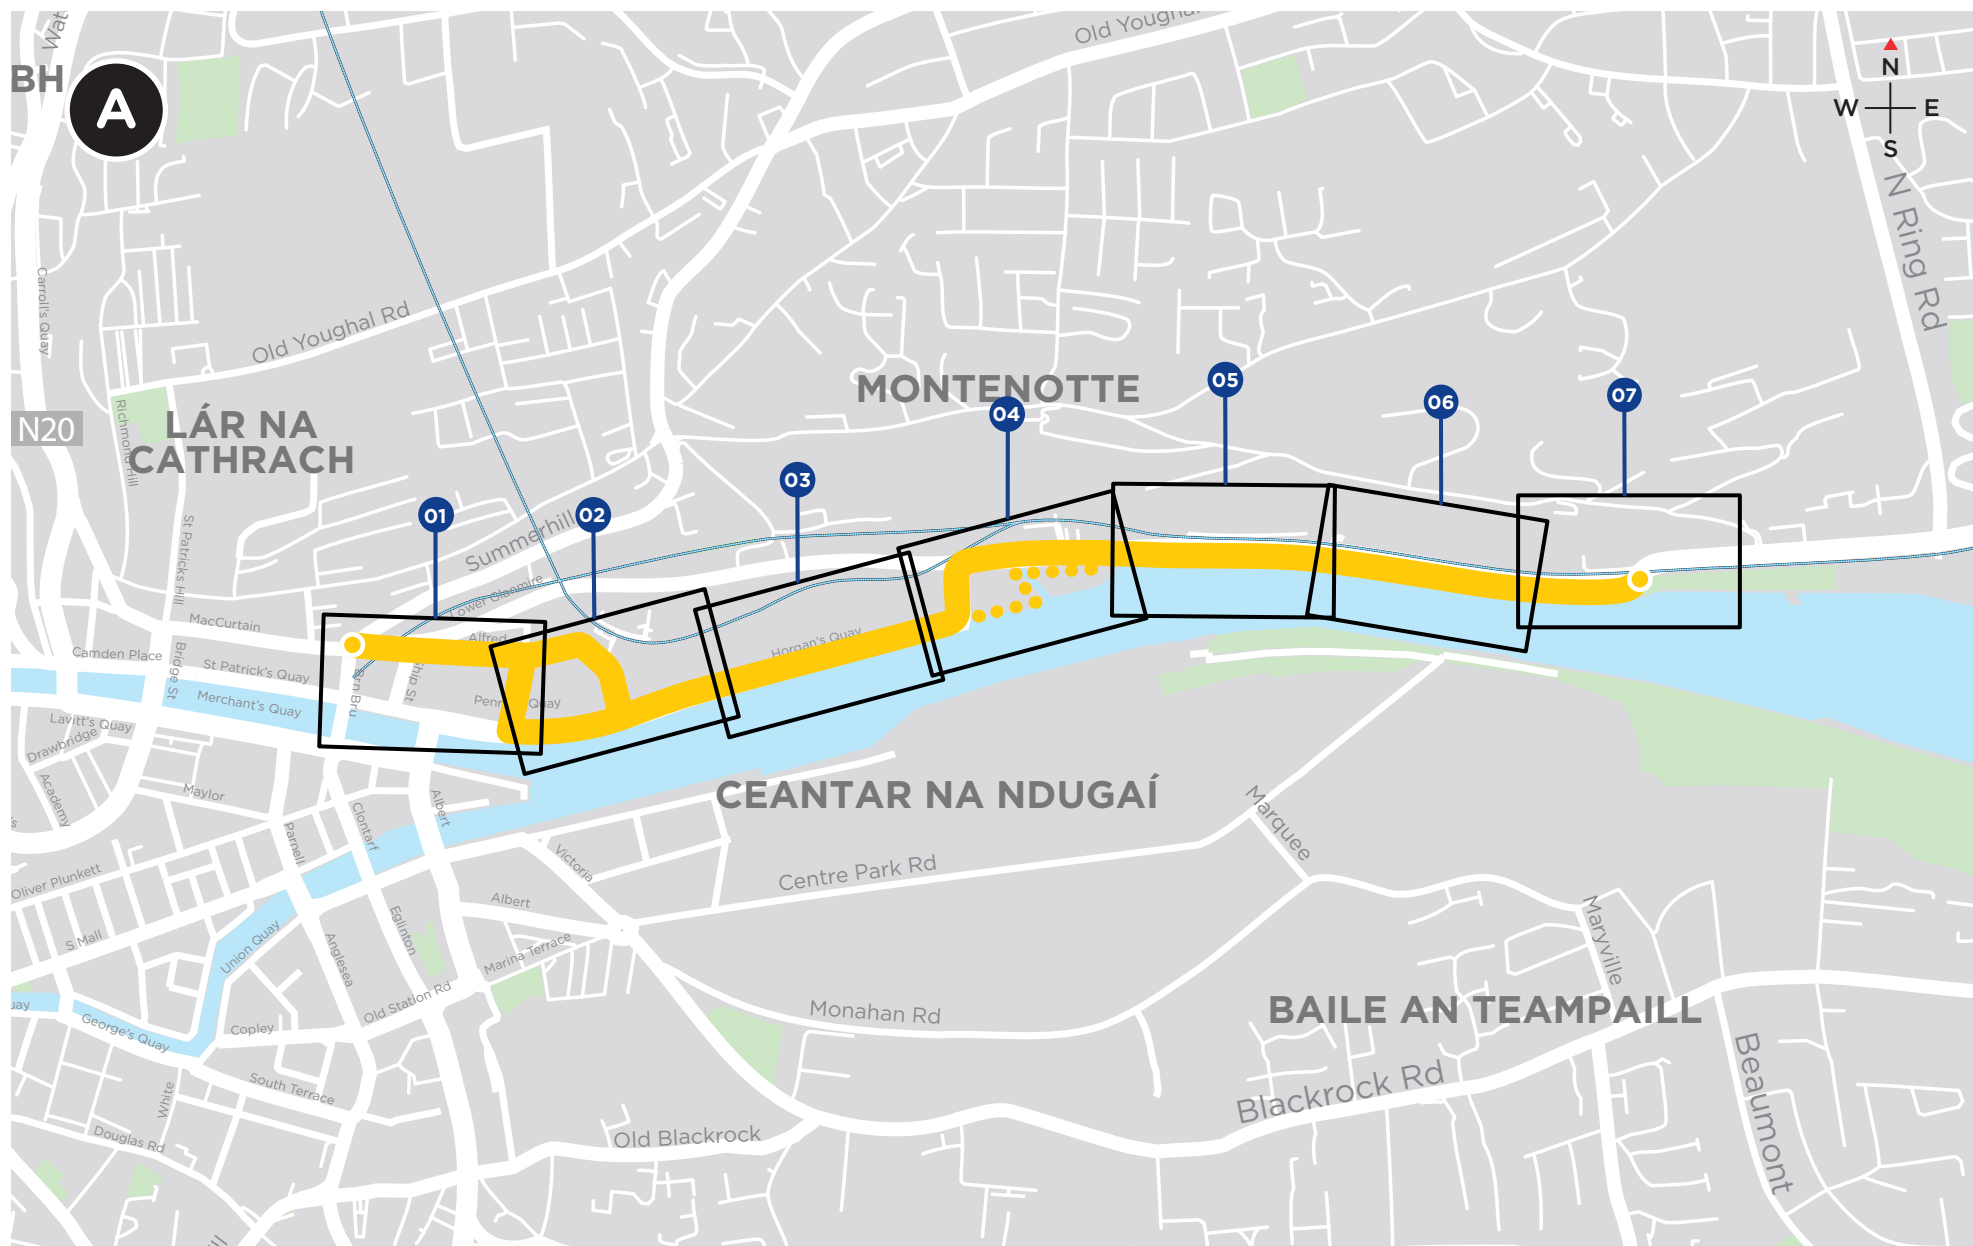 Old Youghal
BH
A
N
W E
S
N Ring Rd
Carroll's Quay
Old Youghal Rd
MONTENOTTE
05
07
06
04
N20
LÁR NA
CATHRACH
Richmond Hill
03
01
02
Summerhill
St Patricks Hill
Lower Glanmire
MacCurtain
Alfred
Horgan's Quay
Camden Place
St Patrick's Quay
Bridge St
Ship St
Merchant's Quay
Quay
Lavitt's Quay
Drawbridge
CEANTAR NA NDUGAÍ
Academy
Maylor
Albert
Clontarf
Parnell
Marquee
Victoria
Centre Park Rd
Oliver Plunkett
Albert
Eglinton
S Mall
Union Quay
Anglesea
Marina Terrace
Maryville
Old Station Rd
George's Quay
Copley
Monahan Rd
BAILE AN TEAMPAILL
South Terrace
White
Blackrock Rd
Beaumont
Douglas Rd
Old Blackrock